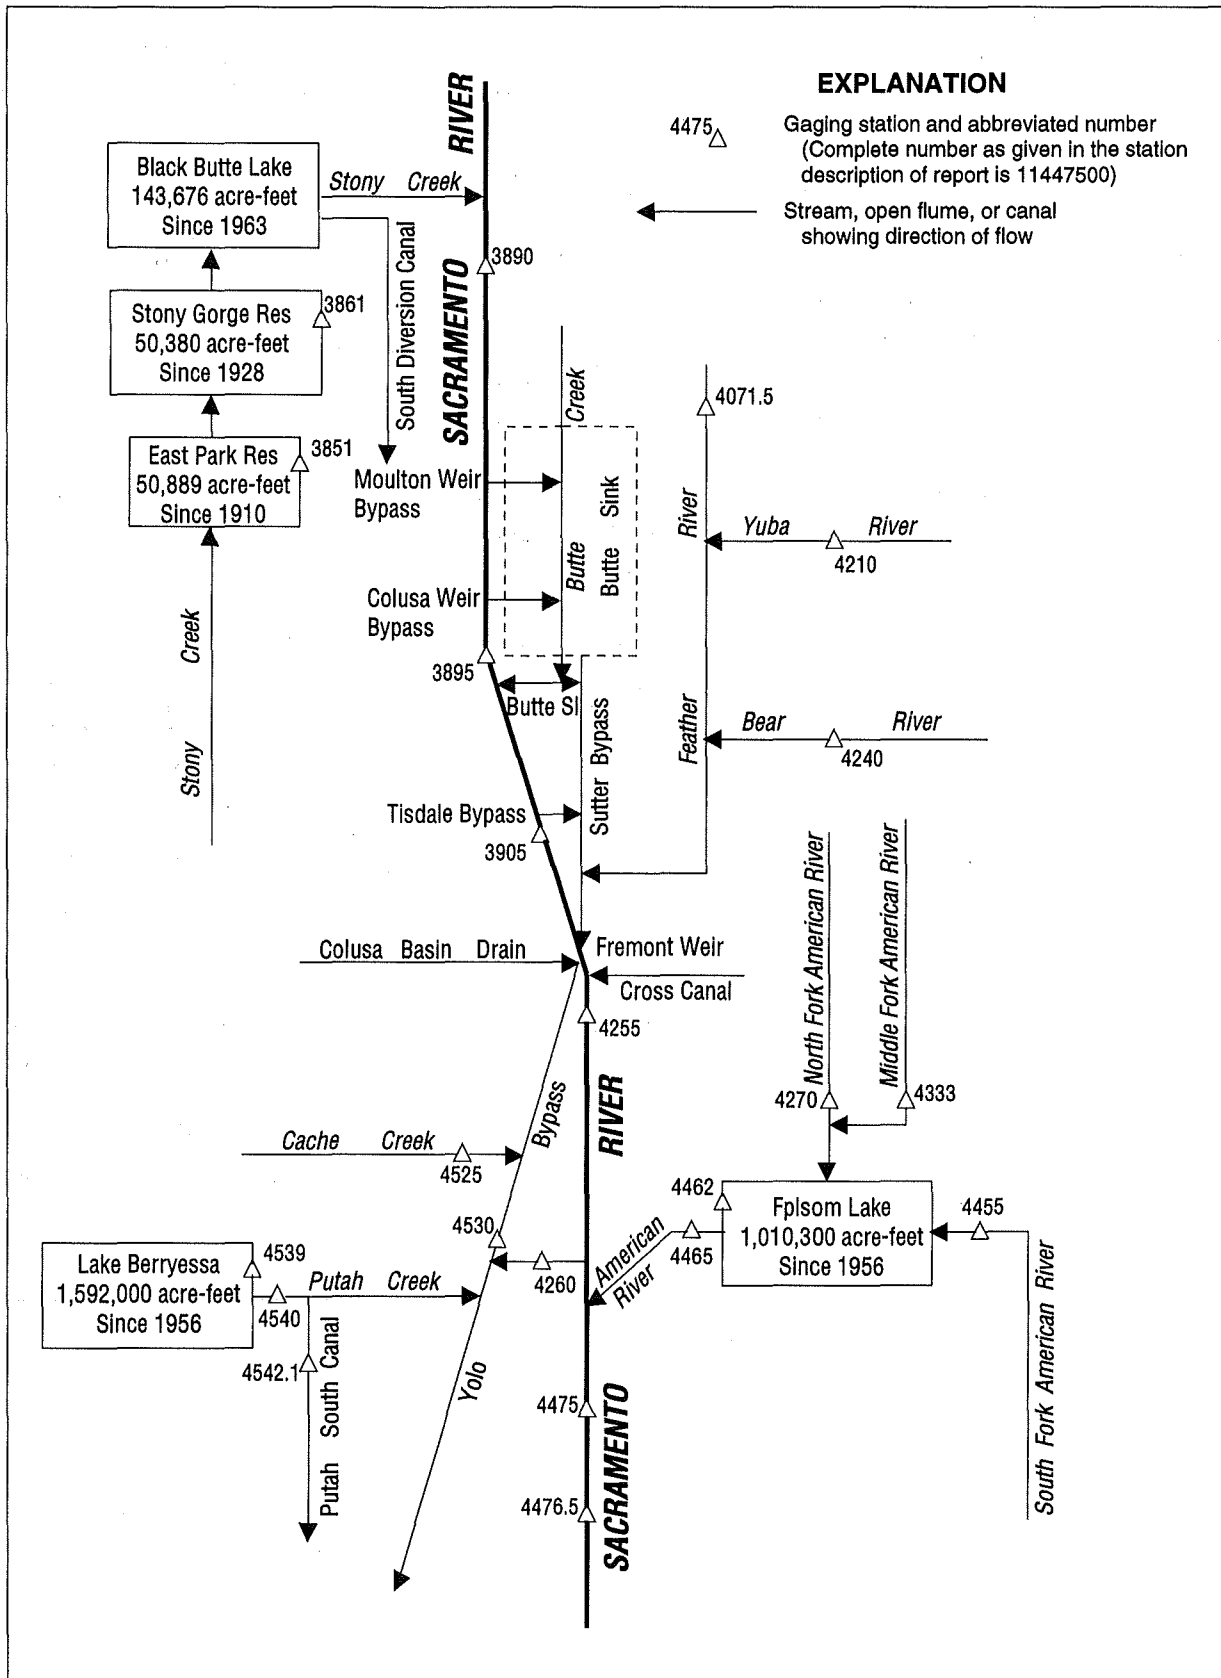 EXPLANATION
4475
Gaging station and abbreviated number
(Complete number as given in the station
description of report is 11447500)
Stream, open flume, or canal
showing direction of flow
RIVER
SACRAMENTO
Black Butte Lake
143,676 acre-feet
Since 1963
Stony Creek
South Diversion Canal
3890
Stony Gorge Res
50,380 acre-feet
Since 1928
3861
East Park Res
50,889 acre-feet
Since 1910
3851
Stony Creek
Moulton Weir
Bypass
Colusa Weir
Bypass
3895
Butte Creek
Butte Sink
Butte Sl
Sutter Bypass
Tisdale Bypass
3905
4071.5
Feather River
Yuba River
4210
Bear River
4240
Colusa Basin Drain
Fremont Weir
Cross Canal
4255
North Fork American River
Middle Fork American River
4270
4333
RIVER
SACRAMENTO
Yolo Bypass
Cache Creek
4525
4530
4260
American
River
4462
4465
Fplsom Lake
1,010,300 acre-feet
Since 1956
4455
South Fork American River
Lake Berryessa
1,592,000 acre-feet
Since 1956
4539
4540
Putah Creek
4542.1
Putah South Canal
4475
4476.5